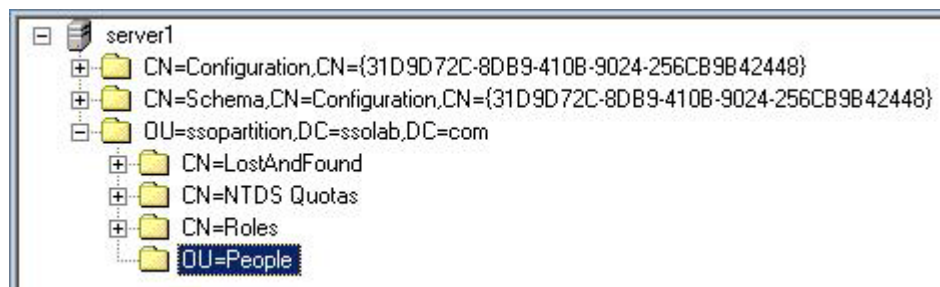 server1
CN=Configuration,CN={31D9D72C-8DB9-410B-9024-256CB9B42448}
CN=Schema,CN=Configuration,CN={31D9D72C-8DB9-410B-9024-256CB9B42448}
OU=ssopartition,DC=ssolab,DC=com
CN=LostAndFound
CN=NTDS Quotas
CN=Roles
OU=People